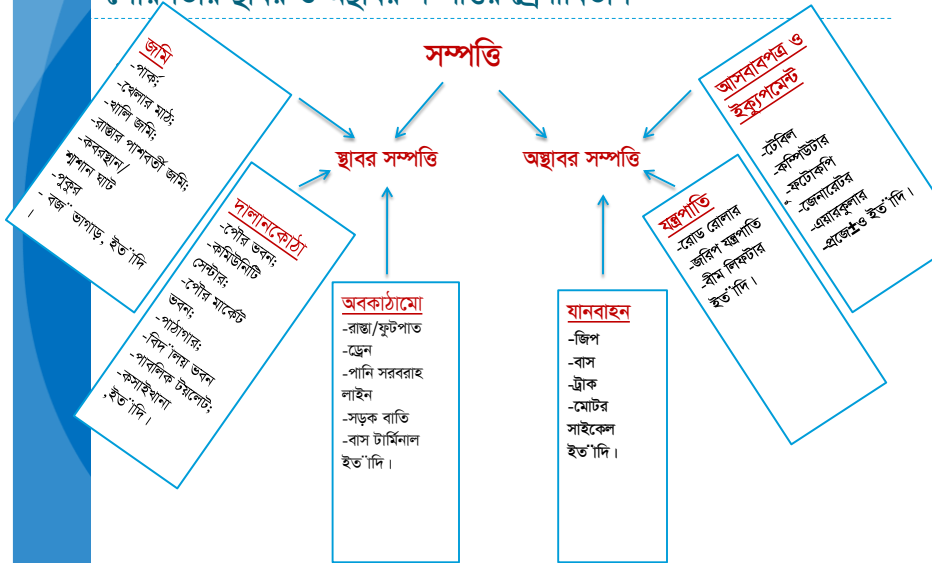 সম্পত্তি
স্থাবর সম্পত্তি
অস্থাবর সম্পত্তি
জমি
-পার্ক;
-খেলার মাঠ;
-খালি জমি;
-রাস্তার পাশবর্তী জমি;
-কবরস্থান/
শ্মশান ঘাট
-পুকুর
- বজ¨ ভাগাড়, ইত¨াদি
।
দালানকোঠা
-পৌর ভবন;
-কমিউনিটি
সেন্টার;
-পৌর মার্কেট
ভবন;
-পাঠাগার;
-বিদ¨ালয় ভবন
-পাবলিক টয়লেট;
-কসাইখানা
,ইত¨াদি।
অবকাঠামো
-রাস্তা/ফুটপাত
-ড্রেন
-পানি সরবরাহ
লাইন
-সড়ক বাতি
-বাস টার্মিনাল
ইত¨াদি।
যানবাহন
-জিপ
-বাস
-ট্রাক
-মোটর
সাইকেল
ইত¨াদি।
যন্ত্রপাতি
-রোড রোলার
-জরিপ যন্ত্রপাতি
-বীম লিফটার
ইত¨াদি।
আসবাবপত্র ও
ইক্যুপমেন্ট
-টেবিল
-কম্পিউটার
-ফটোকপি
-জেনারেটর
-এয়ারকুলার
-প্রজে±ও ইত¨াদি।